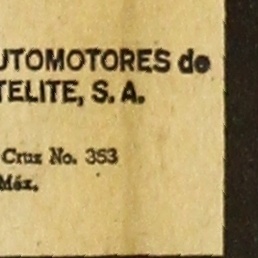 UTOMOTORES de
TELITE, S. A.
Cruz No. 353
Méx.